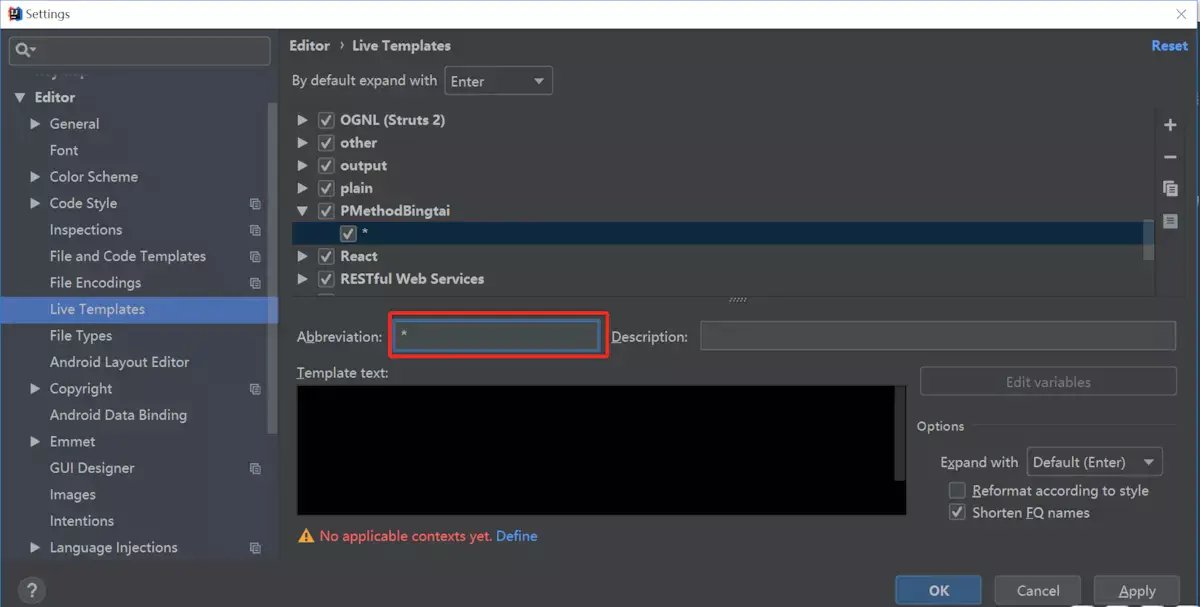 Settings
Editor
General
Font
Color Scheme
Code Style
Inspections
File and Code Templates
File Encodings
Live Templates
File Types
Android Layout Editor
Copyright
Android Data Binding
Emmet
GUI Designer
Images
Intentions
Language Injections
?
Editor › Live Templates
Reset
By default expand with Enter
OGNL (Struts 2)
other
output
plain
PMethodBingtai
*
React
RESTful Web Services
Abbreviation: * Description:
Template text:
Edit variables
Options
Expand with Default (Enter)
Reformat according to style
Shorten FQ names
No applicable contexts yet. Define
OK Cancel Apply